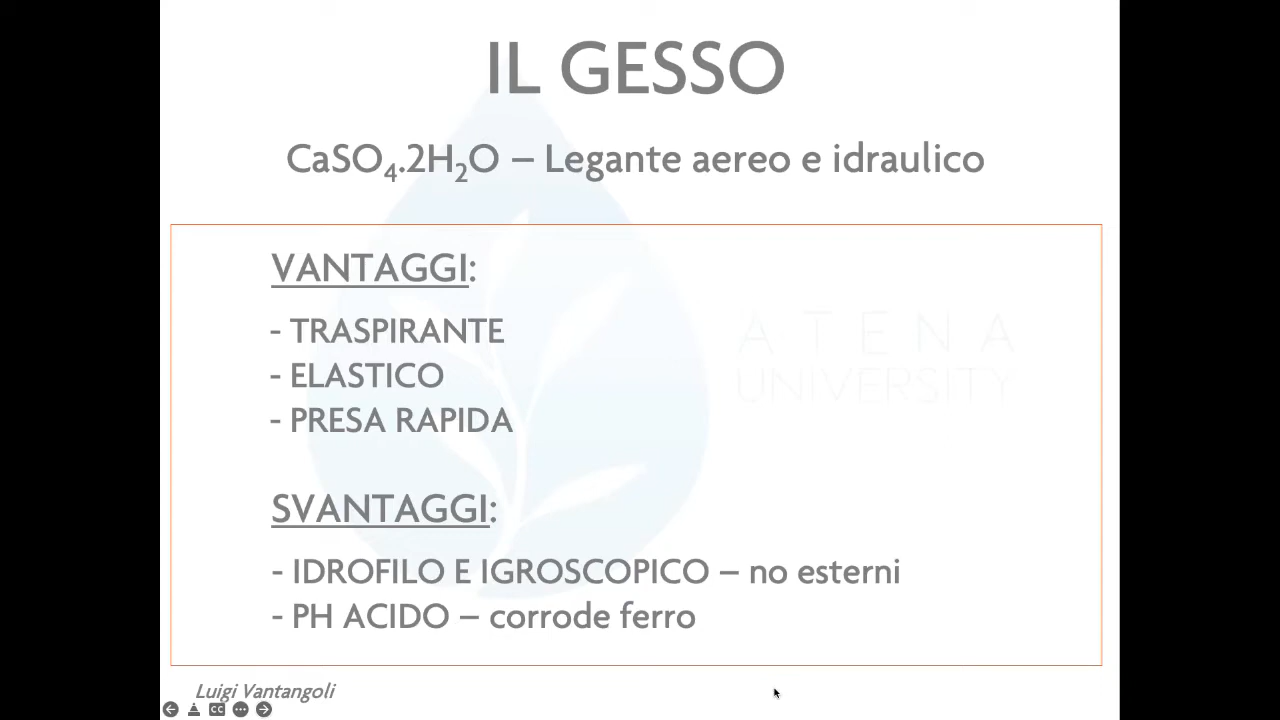 IL GESSO
CaSO₄.2H₂O – Legante aereo e idraulico
VANTAGGI:
- TRASPIRANTE
- ELASTICO
- PRESA RAPIDA
ATENA
UNIVERSITY
SVANTAGGI:
- IDROFILO E IGROSCOPICO – no esterni
- PH ACIDO – corrode ferro
Luigi Vantangoli
CC